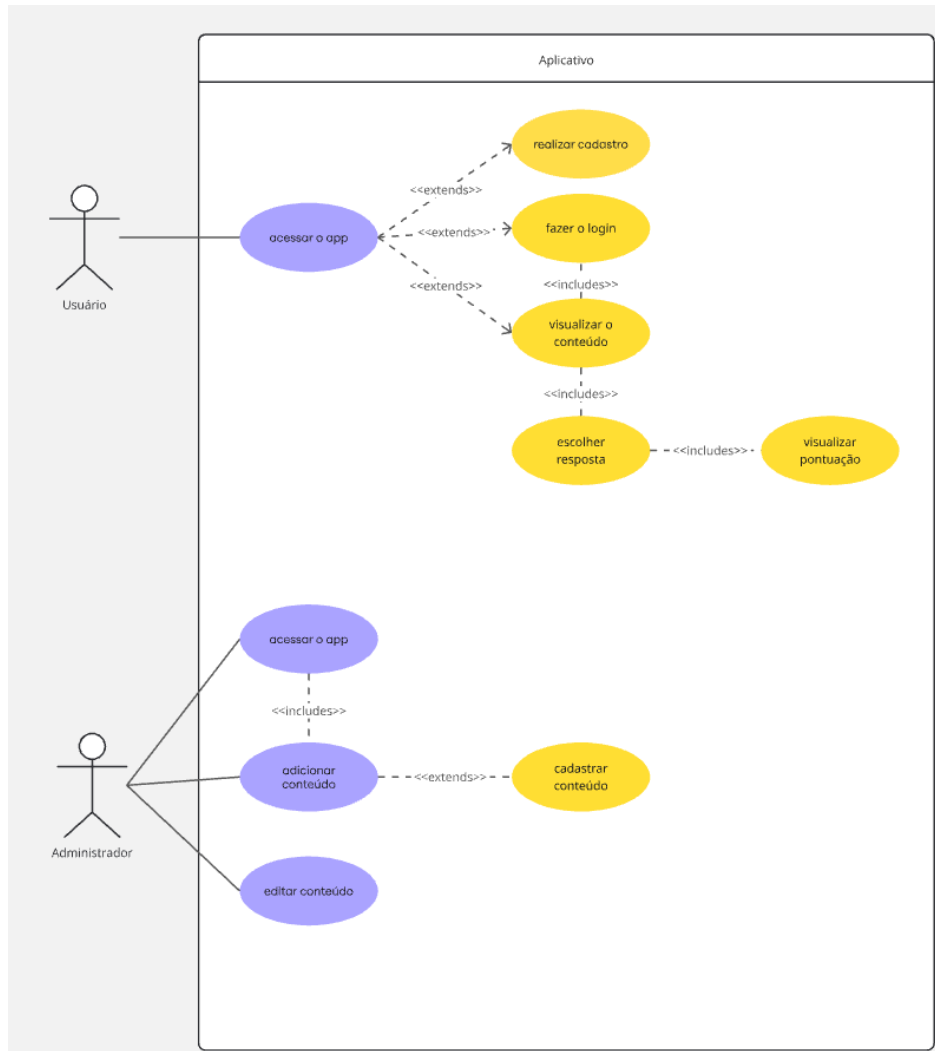 Aplicativo
realizar cadastro
<<extends>>
acessar o app
<<extends>>
fazer o login
<<extends>>
<<includes>>
Usuário
visualizar o
conteúdo
<<includes>>
escolher
resposta
<<includes>>
visualizar
pontuação
acessar o app
<<includes>>
adicionar
conteúdo
<<extends>>
cadastrar
conteúdo
Administrador
editar conteúdo